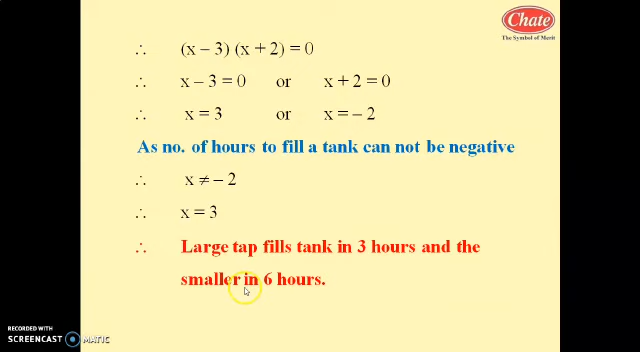 Chate
The Symbol of Merit
∴ (x – 3) (x + 2) = 0
∴ x – 3 = 0 or x + 2 = 0
∴ x = 3 or x = – 2
As no. of hours to fill a tank can not be negative
∴ x ≠ – 2
∴ x = 3
∴ Large tap fills tank in 3 hours and the
smaller in 6 hours.
RECORDED WITH
SCREENCAST MATIC